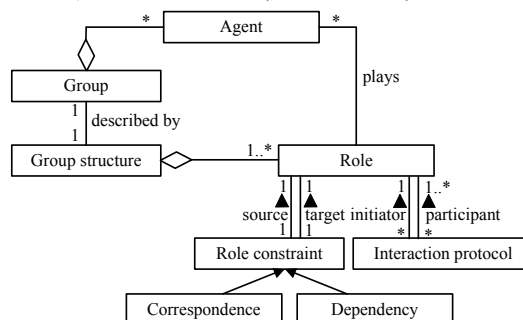 * Agent *
Group
plays
1 described by
1
Group structure 1..* Role
1 1 1 1..*
source target initiator participant
1 1 * *
Role constraint Interaction protocol
Correspondence Dependency